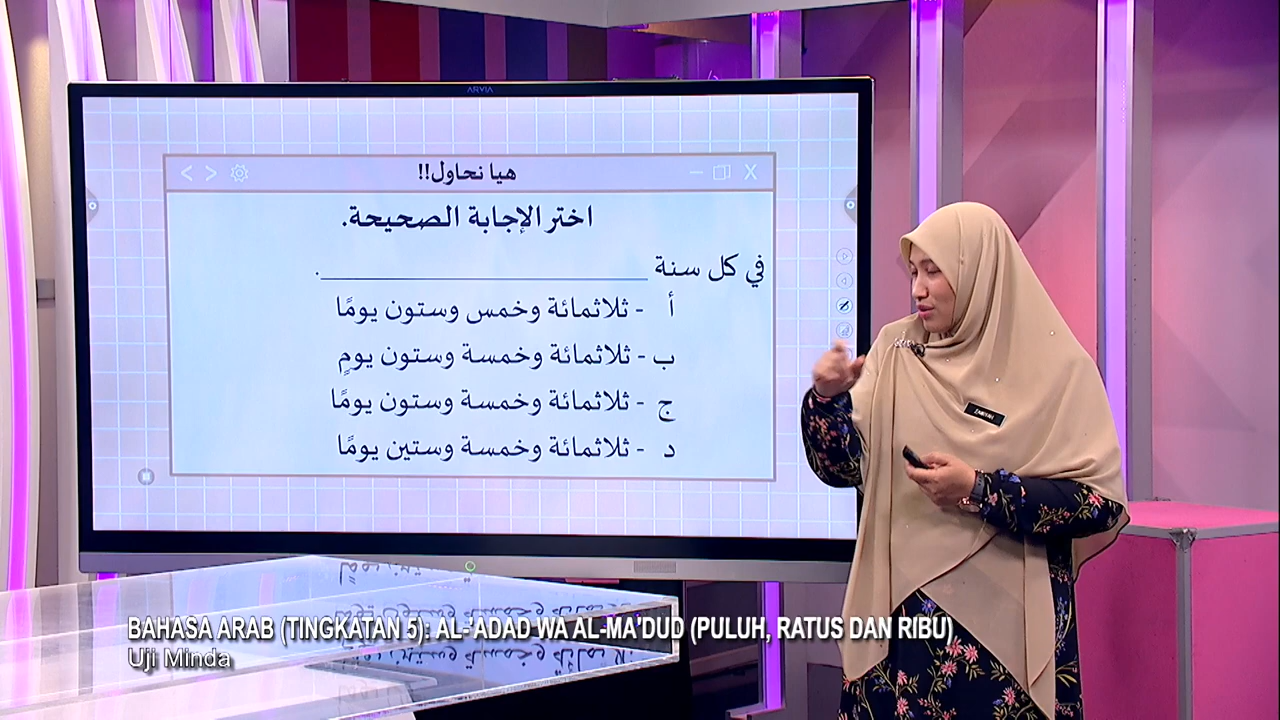 ARVIA
هيا نحاول!!
اختر الإجابة الصحيحة.
في كل سنة ______________________.
أ - ثلاثمائة وخمس وستون يومًا
ب - ثلاثمائة وخمسة وستون يومٍ
ج - ثلاثمائة وخمسة وستون يومًا
د - ثلاثمائة وخمسة وستين يومًا
BAHASA ARAB (TINGKATAN 5): AL-'ADAD WA AL-MA'DUD (PULUH, RATUS DAN RIBU)
Uji Minda